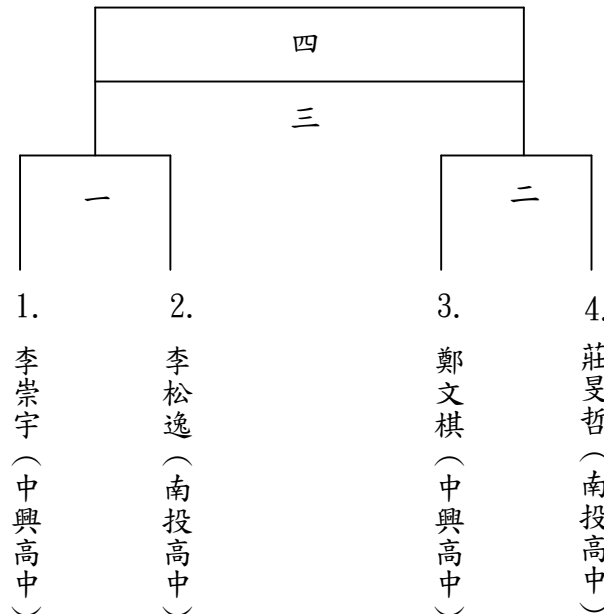 四
三
一
二
1.
2.
3.
4.
李崇宇(中興高中)
李松逸(南投高中)
鄭文棋(中興高中)
莊旻哲(南投高中)